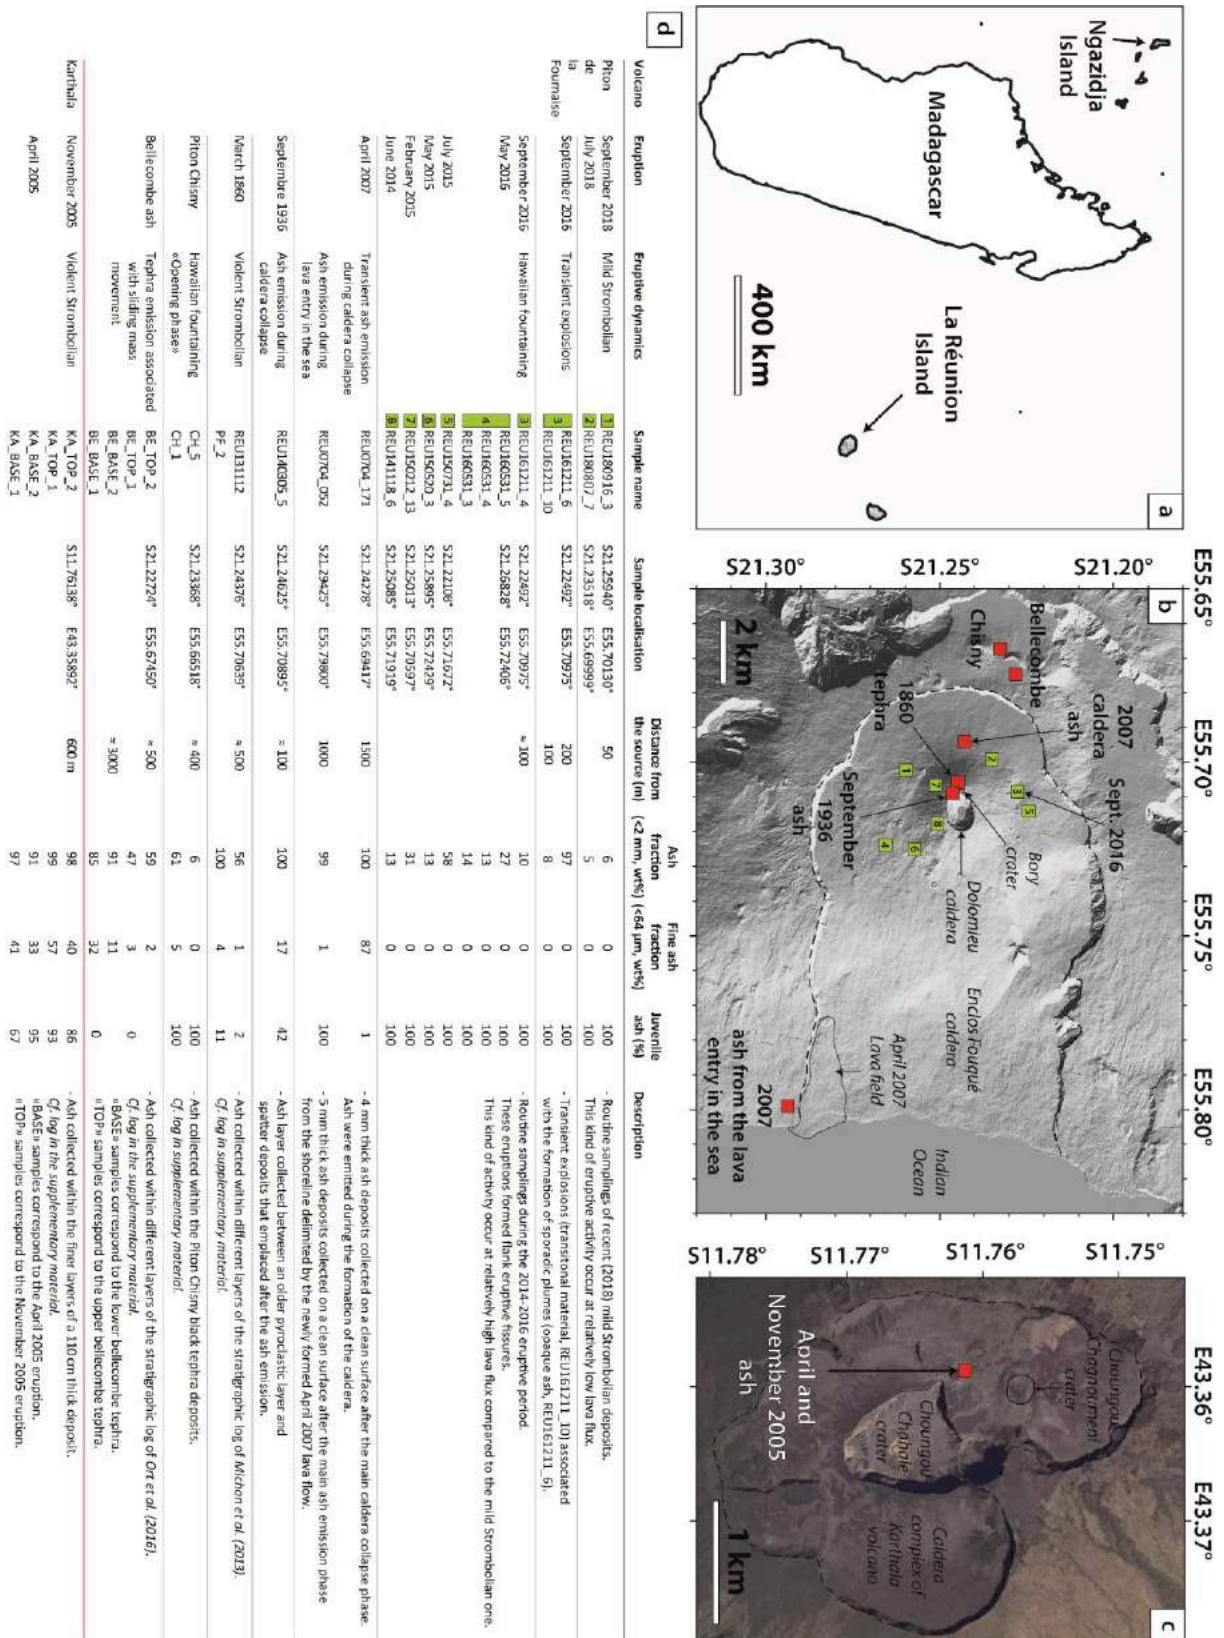 a
Ngazidja
Island
Madagascar
La Réunion
Island
400 km
b
E55.65°
E55.70°
E55.75°
E55.80°
S21.20°
S21.25°
S21.30°
2007
caldera
ash
Sept. 2016
Bellecombe
Chisny
1860
tephra
September
1936
ash
Bory
crater
Dolomieu
caldera
Enclos Fouqué
caldera
April 2007
Lava field
Indian
Ocean
2007
ash from the lava
entry in the sea
1
2
3
4
5
6
7
8
2 km
c
E43.36°
E43.37°
S11.75°
S11.76°
S11.77°
S11.78°
Choungou
Chagnoumeni
crater
Choungou
Chahale
crater
Caldera
complex of
Karthala
volcano
April and
November 2005
ash
1 km
d
Volcano Eruption Eruptive dynamics Sample name Sample localisation Distance from the source (m) Ash fraction (<2 mm, wt%) Fine ash fraction (<64 µm, wt%) Juvenile ash (%) Description
Piton de la Fournaise September 2018 Mild Strombolian 1 REU180916_3 S21.25940° E55.70130° 50 6 0 100 - Routine samplings of recent (2018) mild Strombolian deposits.
July 2018 2 REU180807_7 S21.23518° E55.69999° 5 0 100 This kind of eruptive activity occur at relatively low lava flux.
September 2016 Transient explosions 3 REU161211_6 S21.22492° E55.70975° 200 97 0 100 - Transient explosions (transitonal material, REU161211_10) associated
REU161211_10 100 8 0 100 with the formation of sporadic plumes (opaque ash, REU161211_6).
September 2016 Hawaiian fountaining 3 REU161211_4 S21.22492° E55.70975° ≈ 100 10 0 100 - Routine samplings during the 2014-2016 eruptive period.
May 2016 4 REU160531_5 S21.26828° E55.72406° 27 0 100 These eruptions formed flank eruptive fissures.
REU160531_4 13 0 100 This kind of activity occur at relatively high lava flux compared to the mild Strombolian one.
REU160531_3 14 0 100
July 2015 5 REU150731_4 S21.22108° E55.71672° 58 0 100
May 2015 6 REU150520_3 S21.25895° E55.72429° 13 0 100
February 2015 7 REU150212_13 S21.25013° E55.70597° 31 0 100
June 2014 8 REU141118_6 S21.25085° E55.71919° 13 0 100
April 2007 Transient ash emission REU0704_171 S21.24278° E55.69417° 1500 100 87 1 - 4 mm thick ash deposits collected on a clean surface after the main caldera collapse phase.
during caldera collapse Ash were emitted during the formation of the caldera.
Ash emission during REU0704_052 S21.29425° E55.79800° 1000 99 1 100 - 5 mm thick ash deposits collected on a clean surface after the main ash emission phase
lava entry in the sea from the shoreline delimited by the newly formed April 2007 lava flow.
Septembre 1936 Ash emission during REU140305_5 S21.24625° E55.70895° ≈ 100 100 17 42 - Ash layer collected between an older pyroclastic layer and
caldera collapse spatter deposits that emplaced after the ash emission.
March 1860 Violent Strombolian REU131112 S21.24376° E55.70639° ≈ 500 56 1 2 - Ash collected within different layers of the stratigraphic log of Michon et al. (2013).
PF_2 100 4 11 Cf. log in supplementary material.
Piton Chisny Hawaiian fountaining CH_5 S21.23368° E55.66518° ≈ 400 6 0 100 - Ash collected within the Piton Chisny black tephra deposits.
«Opening phase» CH_1 61 5 100 Cf. log in supplementary material.
Bellecombe ash Tephra emission associated BE_TOP_2 S21.22724° E55.67450° ≈ 500 59 2 - Ash collected within different layers of the stratigraphic log of Ort et al. (2016).
with sliding mass BE_TOP_1 47 3 0 Cf. log in the supplementary material.
movement BE_BASE_2 ≈ 3000 91 11 «BASE» samples correspond to the lower bellecombe tephra.
BE_BASE_1 85 32 0 «TOP» samples correspond to the upper bellecombe tephra.
Karthala November 2005 Violent Strombolian KA_TOP_2 S11.76138° E43.35892° 600 m 98 40 86 - Ash collected within the finer layers of a 110 cm thick deposit.
KA_TOP_1 99 57 93 Cf. log in the supplementary material.
April 2005 KA_BASE_2 91 33 95 «BASE» samples correspond to the April 2005 eruption.
KA_BASE_1 97 41 67 «TOP» samples correspond to the November 2005 eruption.